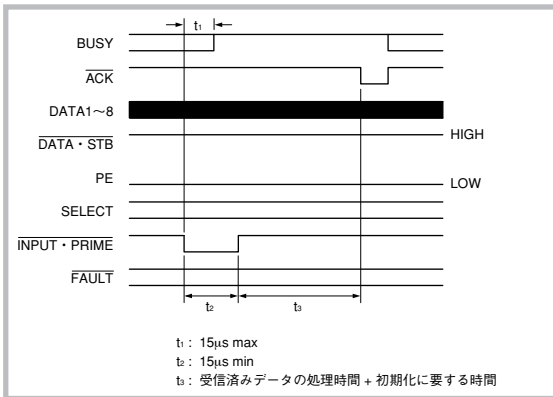 t₁
BUSY
ACK
DATA1～8
DATA・STB
HIGH
PE
LOW
SELECT
INPUT・PRIME
FAULT
t₂
t₃
t₁ : 15μs max
t₂ : 15μs min
t₃ : 受信済みデータの処理時間 + 初期化に要する時間